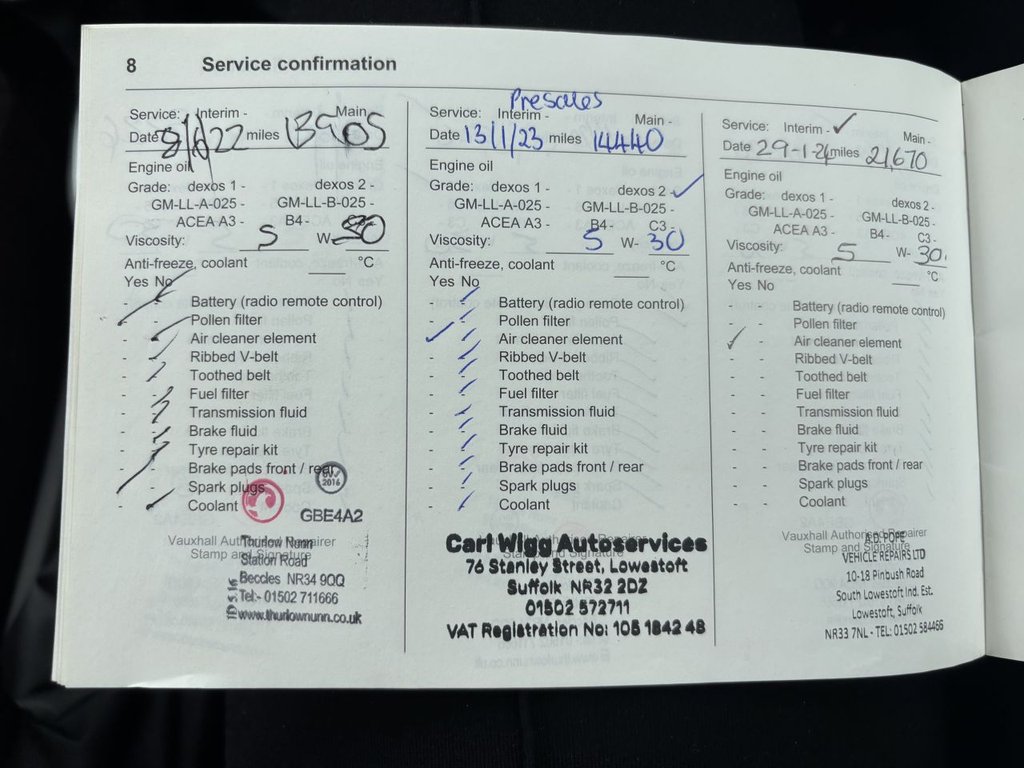 8 Service confirmation
Service: Interim - Main -
Date 8/6/22 miles 13905
Engine oil
Grade: dexos 1 - dexos 2 -
GM-LL-A-025 - GM-LL-B-025 -
ACEA A3 - B4 -
Viscosity: 5 W- 30
Anti-freeze, coolant °C
Yes No
- - Battery (radio remote control)
- - Pollen filter
- - Air cleaner element
- - Ribbed V-belt
- - Toothed belt
- - Fuel filter
- - Transmission fluid
- - Brake fluid
- - Tyre repair kit
- - Brake pads front / rear
- - Spark plugs
- - Coolant
2016
GBE4A2
Vauxhall Authorised Repairer
Stamp and Signature
Thurlow Nunn
Station Road
Beccles NR34 9QQ
Tel:- 01502 711666
www.thurlownunn.co.uk
Presales
Service: Interim - Main -
Date 13/1/23 miles 14440
Engine oil
Grade: dexos 1 - dexos 2 - ✓
GM-LL-A-025 - GM-LL-B-025 -
ACEA A3 - B4 - C3 -
Viscosity: 5 W- 30
Anti-freeze, coolant °C
Yes No
- - Battery (radio remote control)
- - Pollen filter
- - Air cleaner element
- - Ribbed V-belt
- - Toothed belt
- - Fuel filter
- - Transmission fluid
- - Brake fluid
- - Tyre repair kit
- - Brake pads front / rear
- - Spark plugs
- - Coolant
Carl Wigg Autoservices
76 Stanley Street, Lowestoft
Suffolk NR32 2DZ
01502 572711
VAT Registration No: 105 1842 48
Service: Interim - ✓ Main -
Date 29-1-24 miles 21,670
Engine oil
Grade: dexos 1 - dexos 2 -
GM-LL-A-025 - GM-LL-B-025 -
ACEA A3 - B4 - C3 -
Viscosity: 5 W- 30.
Anti-freeze, coolant °C
Yes No
- - Battery (radio remote control)
- - Pollen filter
✓ - Air cleaner element
- - Ribbed V-belt
- - Toothed belt
- - Fuel filter
- - Transmission fluid
- - Brake fluid
- - Tyre repair kit
- - Brake pads front / rear
- - Spark plugs
- - Coolant
Vauxhall Authorised Repairer
Stamp and Signature
A.D. POPE
VEHICLE REPAIRS LTD
10-18 Pinbush Road
South Lowestoft Ind. Est.
Lowestoft, Suffolk
NR33 7NL - TEL: 01502 584466